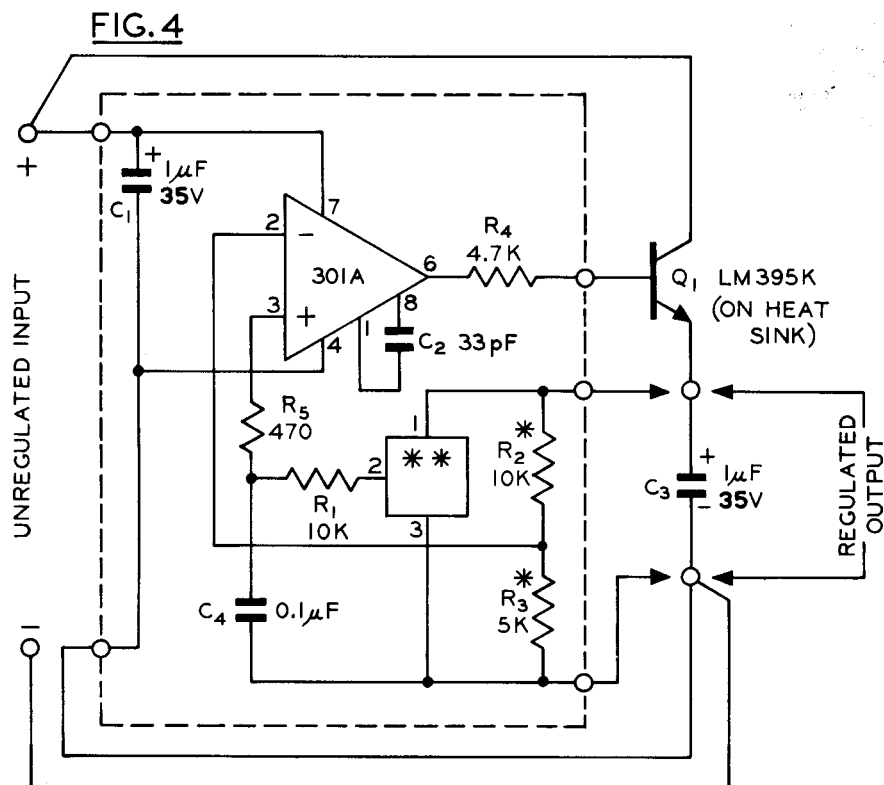 FIG. 4
+
+
1µF
35V
C1
7
2
−
301A
6
R4
4.7K
3
+
8
1
4
C2 33pF
Q1 LM395K
(ON HEAT
SINK)
UNREGULATED INPUT
R5
470
1
* *
2
3
R1
10K
*
R2
10K
+
C3
1µF
35V
−
REGULATED
OUTPUT
*
R3
5K
C4 0.1µF
−